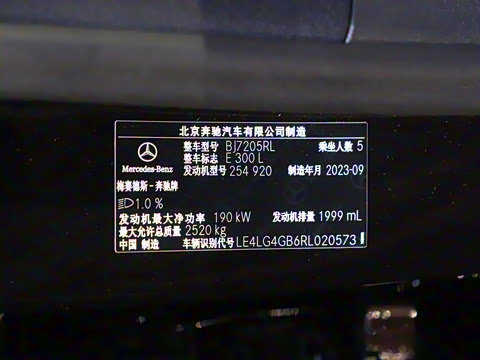 北京奔驰汽车有限公司制造
整车型号 BJ7205RL 乘坐人数 5
整车标志 E 300 L
Mercedes-Benz 发动机型号 254 920 制造年月 2023-09
梅赛德斯-奔驰牌
1.0 %
发动机最大净功率 190 kW 发动机排量 1999 mL
最大允许总质量 2520 kg
中国 制造 车辆识别代号 LE4LG4GB6RL020573